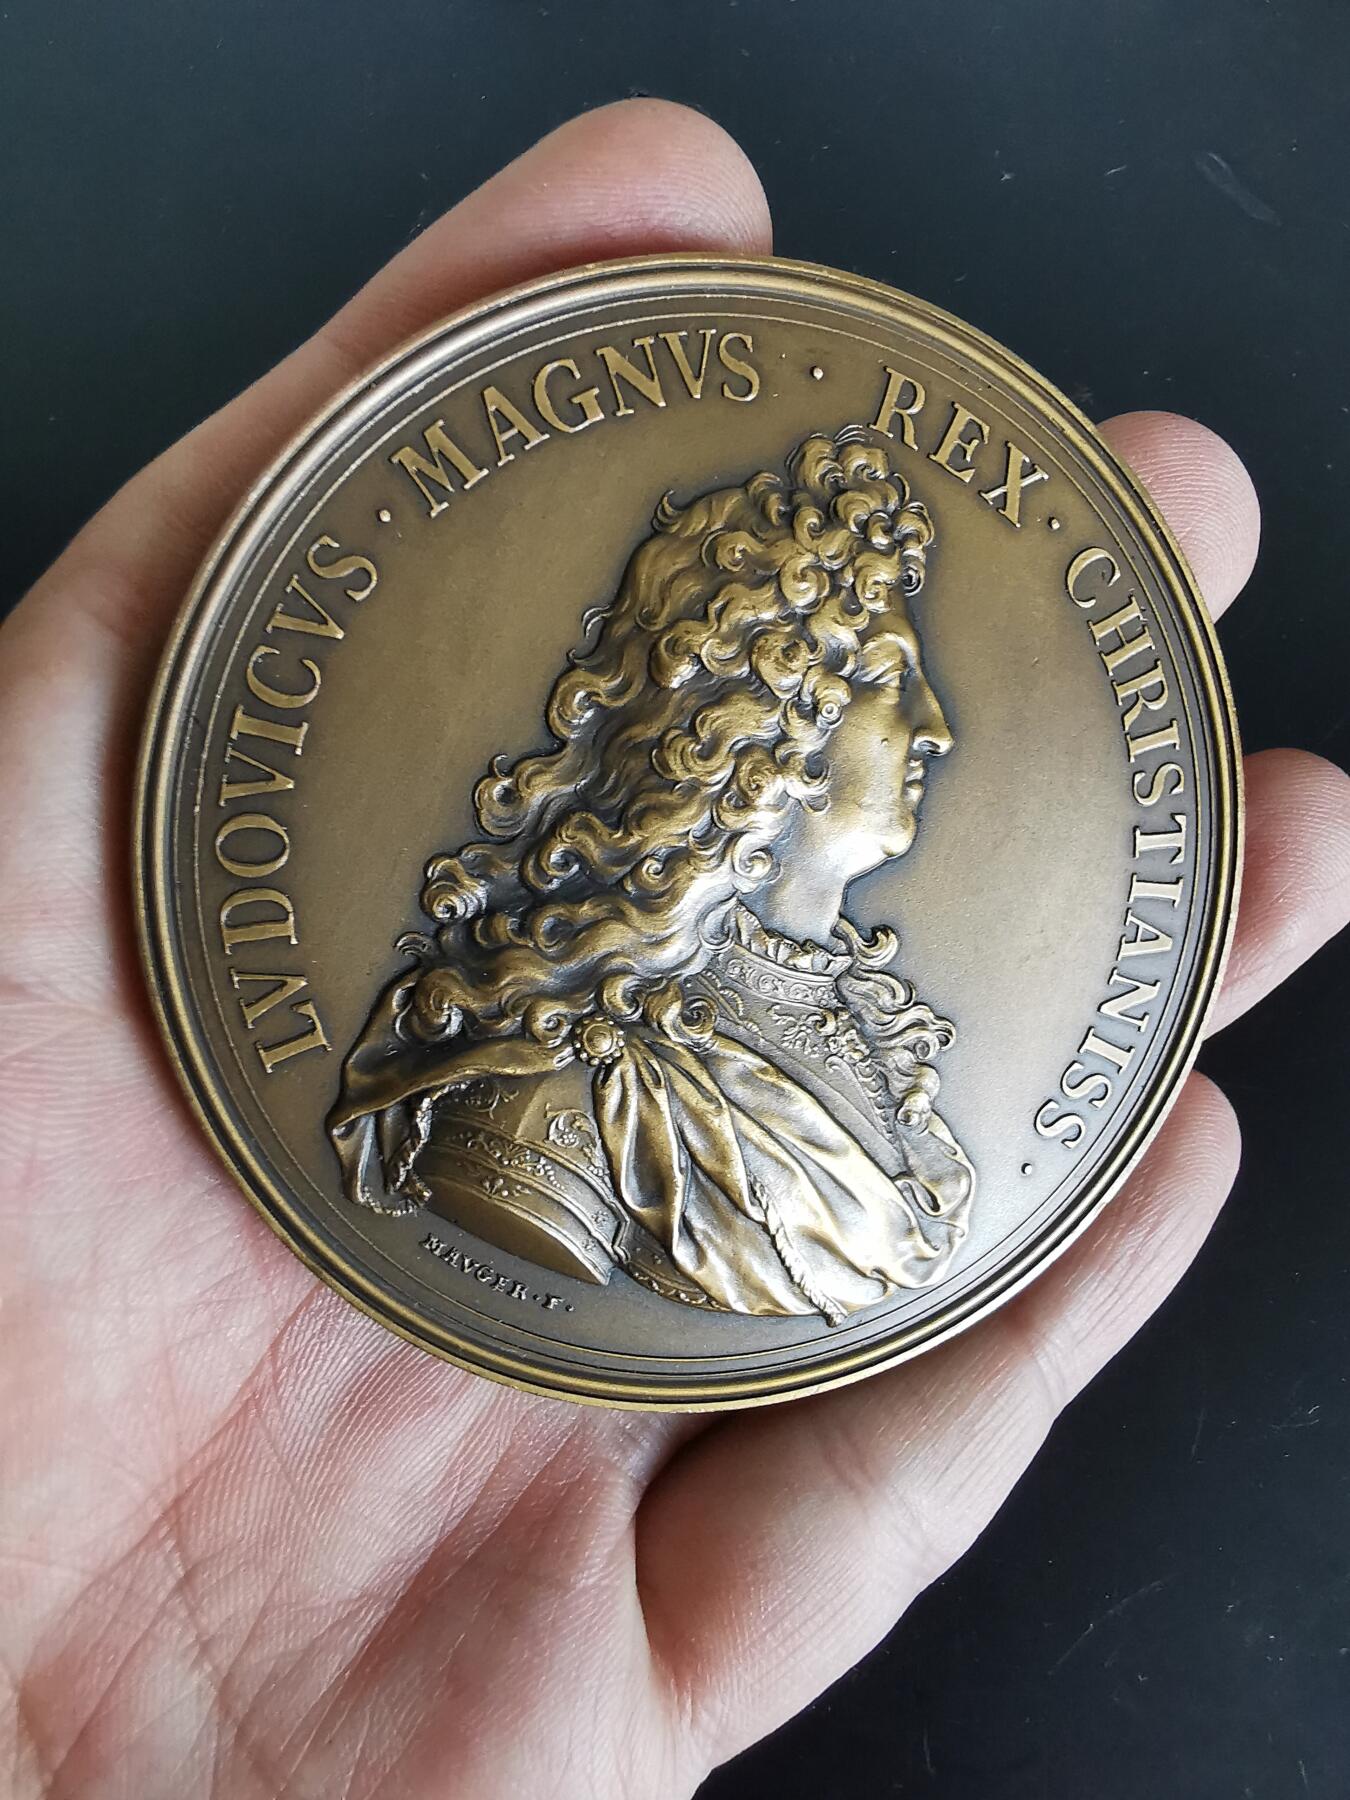 LVDOVICVS · MAGNVS · REX · CHRISTIANISS ·
MAVGER · F ·